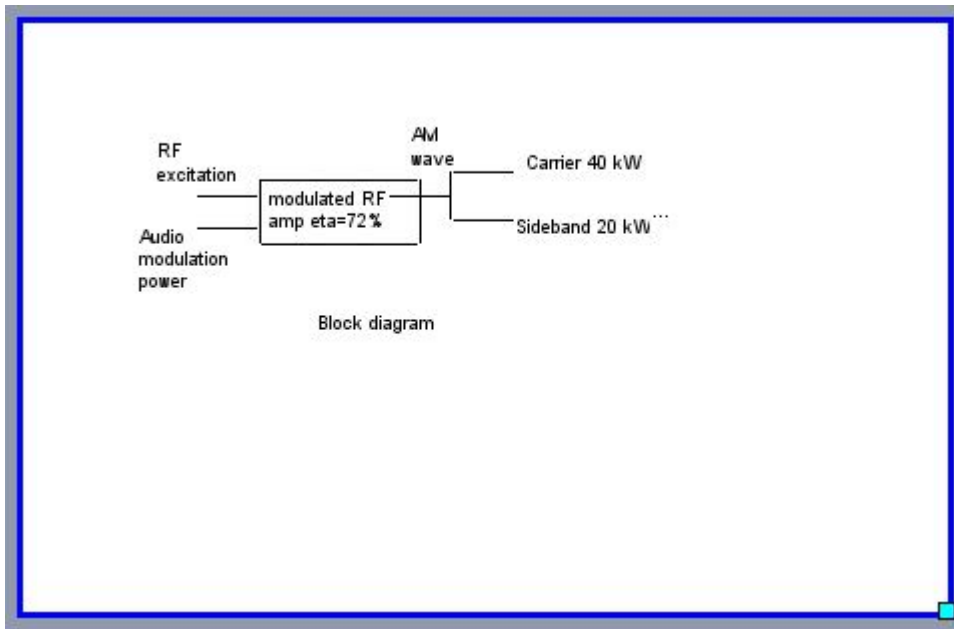 RF
excitation
AM
wave
Carrier 40 kW
modulated RF
amp eta=72%
Sideband 20 kW...
Audio
modulation
power
Block diagram